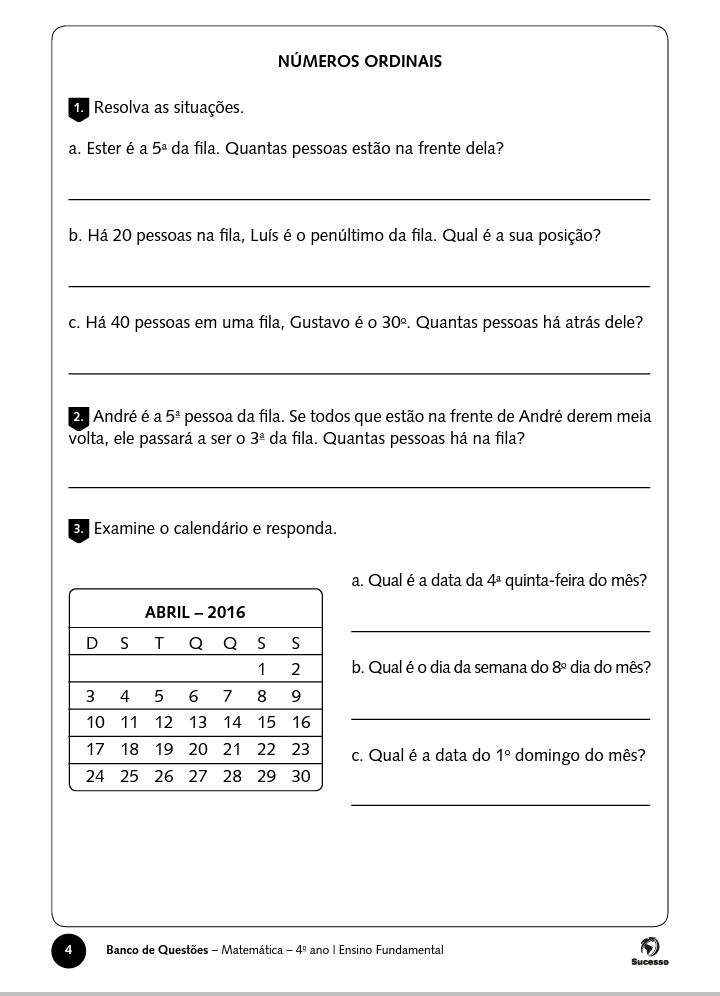 NÚMEROS ORDINAIS
1. Resolva as situações.
a. Ester é a 5ª da fila. Quantas pessoas estão na frente dela?
b. Há 20 pessoas na fila, Luís é o penúltimo da fila. Qual é a sua posição?
c. Há 40 pessoas em uma fila, Gustavo é o 30º. Quantas pessoas há atrás dele?
2. André é a 5ª pessoa da fila. Se todos que estão na frente de André derem meia
volta, ele passará a ser o 3ª da fila. Quantas pessoas há na fila?
3. Examine o calendário e responda.
ABRIL – 2016
D S T Q Q S S
1 2
3 4 5 6 7 8 9
10 11 12 13 14 15 16
17 18 19 20 21 22 23
24 25 26 27 28 29 30
a. Qual é a data da 4ª quinta-feira do mês?
b. Qual é o dia da semana do 8º dia do mês?
c. Qual é a data do 1º domingo do mês?
4 Banco de Questões – Matemática – 4º ano I Ensino Fundamental
Sucesso